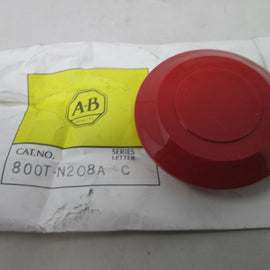 A-B
CAT.NO.
SERIES
LETTER
800T-N208A C